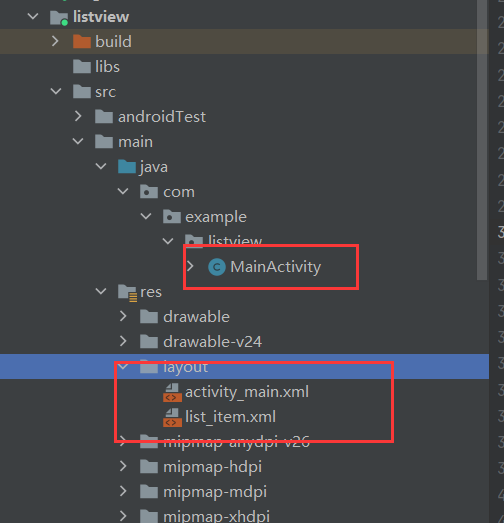 listview
build
libs
src
androidTest
main
java
com
example
listview
MainActivity
res
drawable
drawable-v24
layout
activity_main.xml
list_item.xml
mipmap-anydpi-v26
mipmap-hdpi
mipmap-mdpi
mipmap-xhdpi